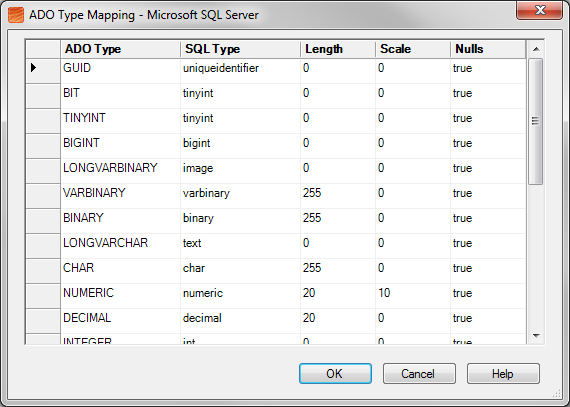 ADO Type Mapping - Microsoft SQL Server
ADO Type SQL Type Length Scale Nulls
GUID uniqueidentifier 0 0 true
BIT tinyint 0 0 true
TINYINT tinyint 0 0 true
BIGINT bigint 0 0 true
LONGVARBINARY image 0 0 true
VARBINARY varbinary 255 0 true
BINARY binary 255 0 true
LONGVARCHAR text 0 0 true
CHAR char 255 0 true
NUMERIC numeric 20 10 true
DECIMAL decimal 20 0 true
INTEGER int 0 0 true
OK Cancel Help